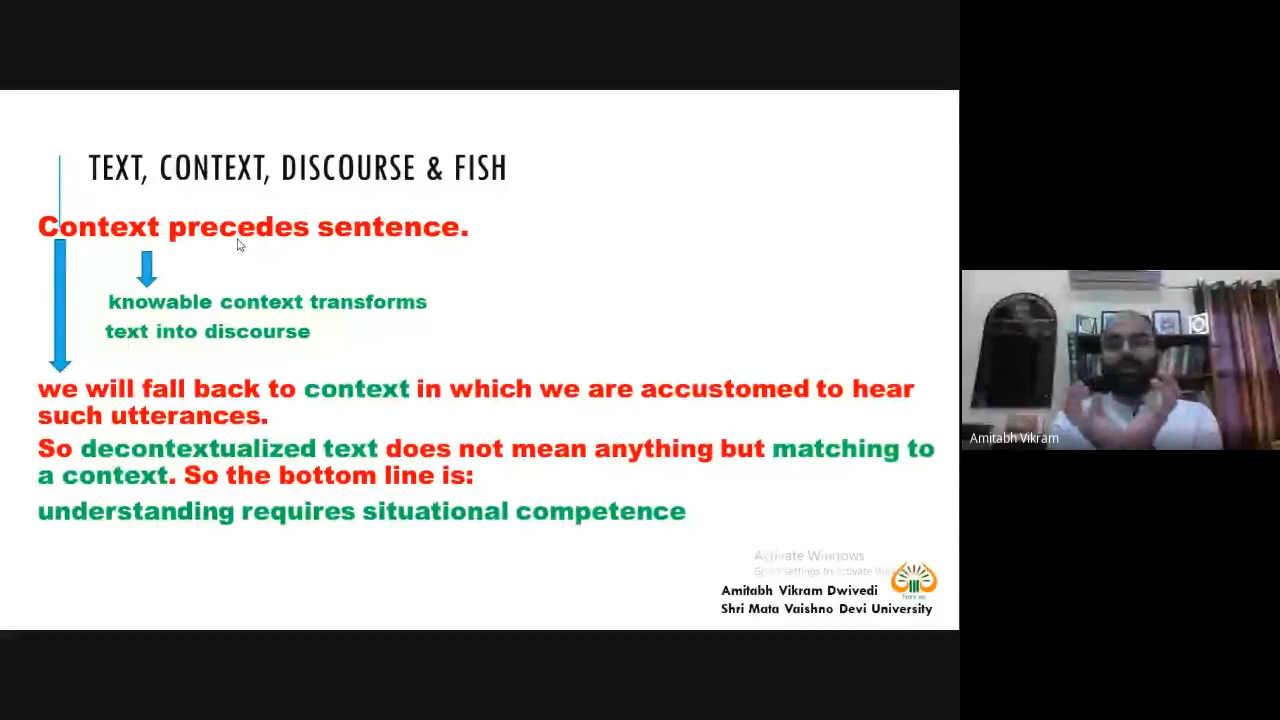 TEXT, CONTEXT, DISCOURSE & FISH
Context precedes sentence.
knowable context transforms
text into discourse
we will fall back to context in which we are accustomed to hear
such utterances.
So decontextualized text does not mean anything but matching to
a context. So the bottom line is:
understanding requires situational competence
Activate Windows
Settings to Activate
Amitabh Vikram Dwivedi
Shri Mata Vaishno Devi University
Amitabh Vikram